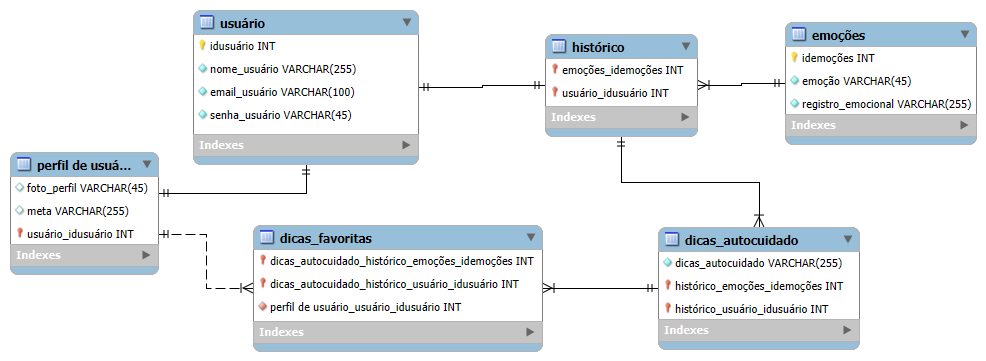 usuário
idusuário INT
nome_usuário VARCHAR(255)
email_usuário VARCHAR(100)
senha_usuário VARCHAR(45)
Indexes
histórico
emoções_idemoções INT
usuário_idusuário INT
Indexes
emoções
idemoções INT
emoção VARCHAR(45)
registro_emocional VARCHAR(255)
Indexes
perfil de usuá...
foto_perfil VARCHAR(45)
meta VARCHAR(255)
usuário_idusuário INT
Indexes
dicas_favoritas
dicas_autocuidado_histórico_emoções_idemoções INT
dicas_autocuidado_histórico_usuário_idusuário INT
perfil de usuário_usuário_idusuário INT
Indexes
dicas_autocuidado
dicas_autocuidado VARCHAR(255)
histórico_emoções_idemoções INT
histórico_usuário_idusuário INT
Indexes